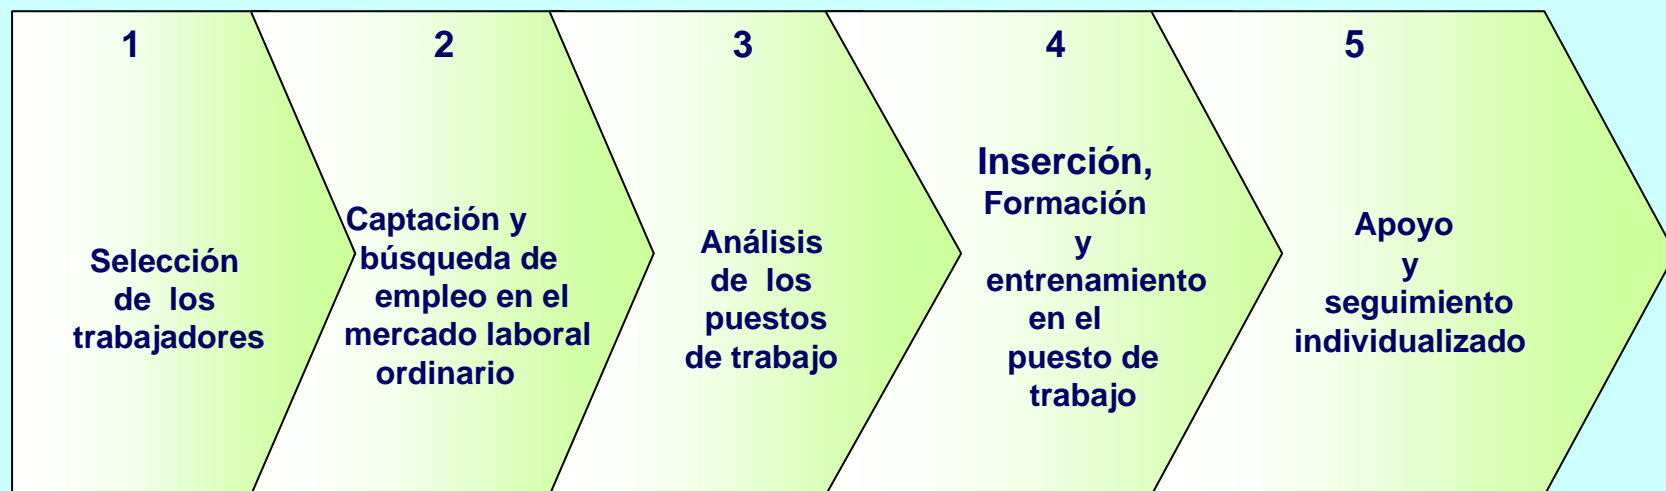 1
Selección
de los
trabajadores
2
Captación y
búsqueda de
empleo en el
mercado laboral
ordinario
3
Análisis
de los
puestos
de trabajo
4
Inserción,
Formación
y
entrenamiento
en el
puesto de
trabajo
5
Apoyo
y
seguimiento
individualizado